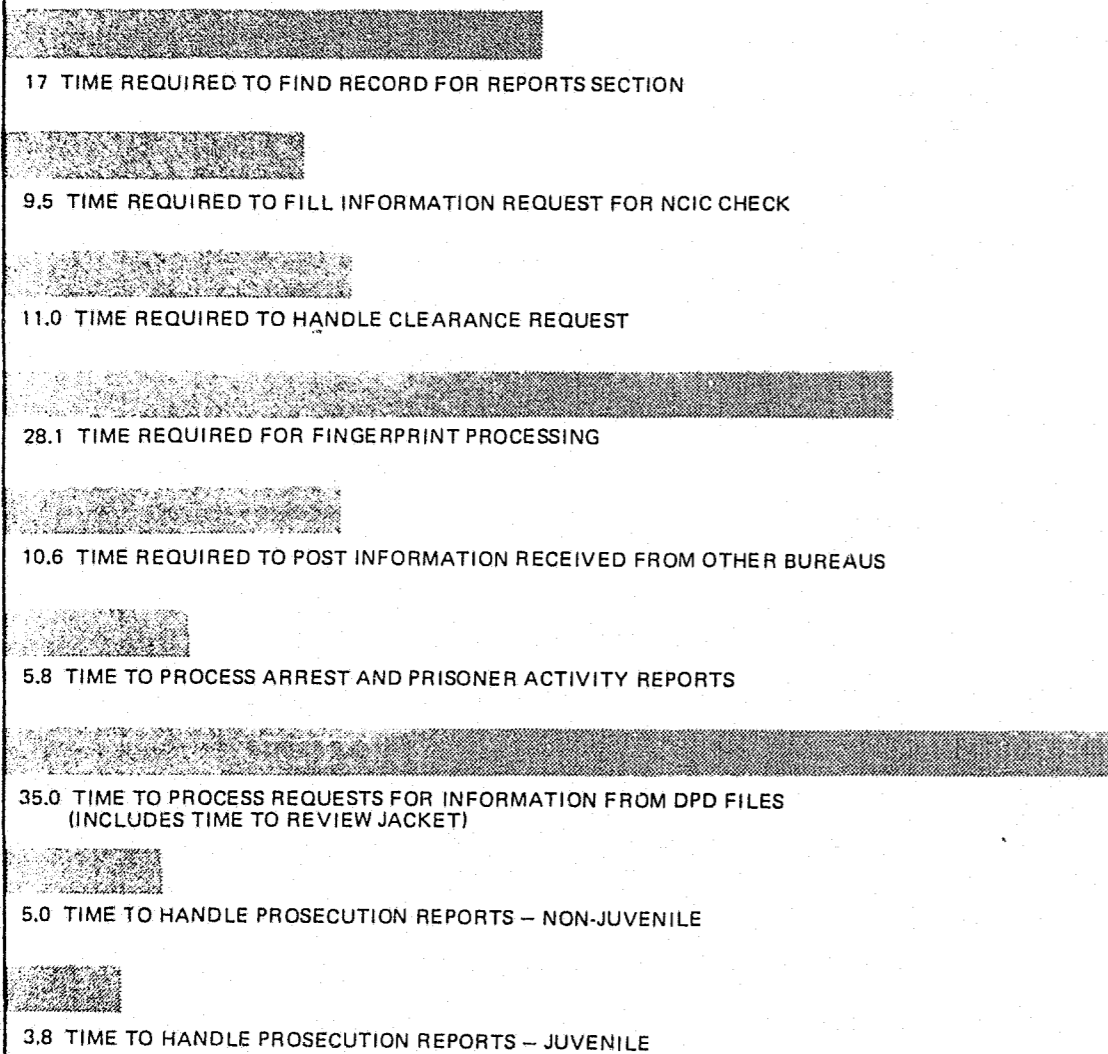 17 TIME REQUIRED TO FIND RECORD FOR REPORTS SECTION
9.5 TIME REQUIRED TO FILL INFORMATION REQUEST FOR NCIC CHECK
11.0 TIME REQUIRED TO HANDLE CLEARANCE REQUEST
28.1 TIME REQUIRED FOR FINGERPRINT PROCESSING
10.6 TIME REQUIRED TO POST INFORMATION RECEIVED FROM OTHER BUREAUS
5.8 TIME TO PROCESS ARREST AND PRISONER ACTIVITY REPORTS
35.0 TIME TO PROCESS REQUESTS FOR INFORMATION FROM DPD FILES
(INCLUDES TIME TO REVIEW JACKET)
5.0 TIME TO HANDLE PROSECUTION REPORTS – NON-JUVENILE
3.8 TIME TO HANDLE PROSECUTION REPORTS – JUVENILE